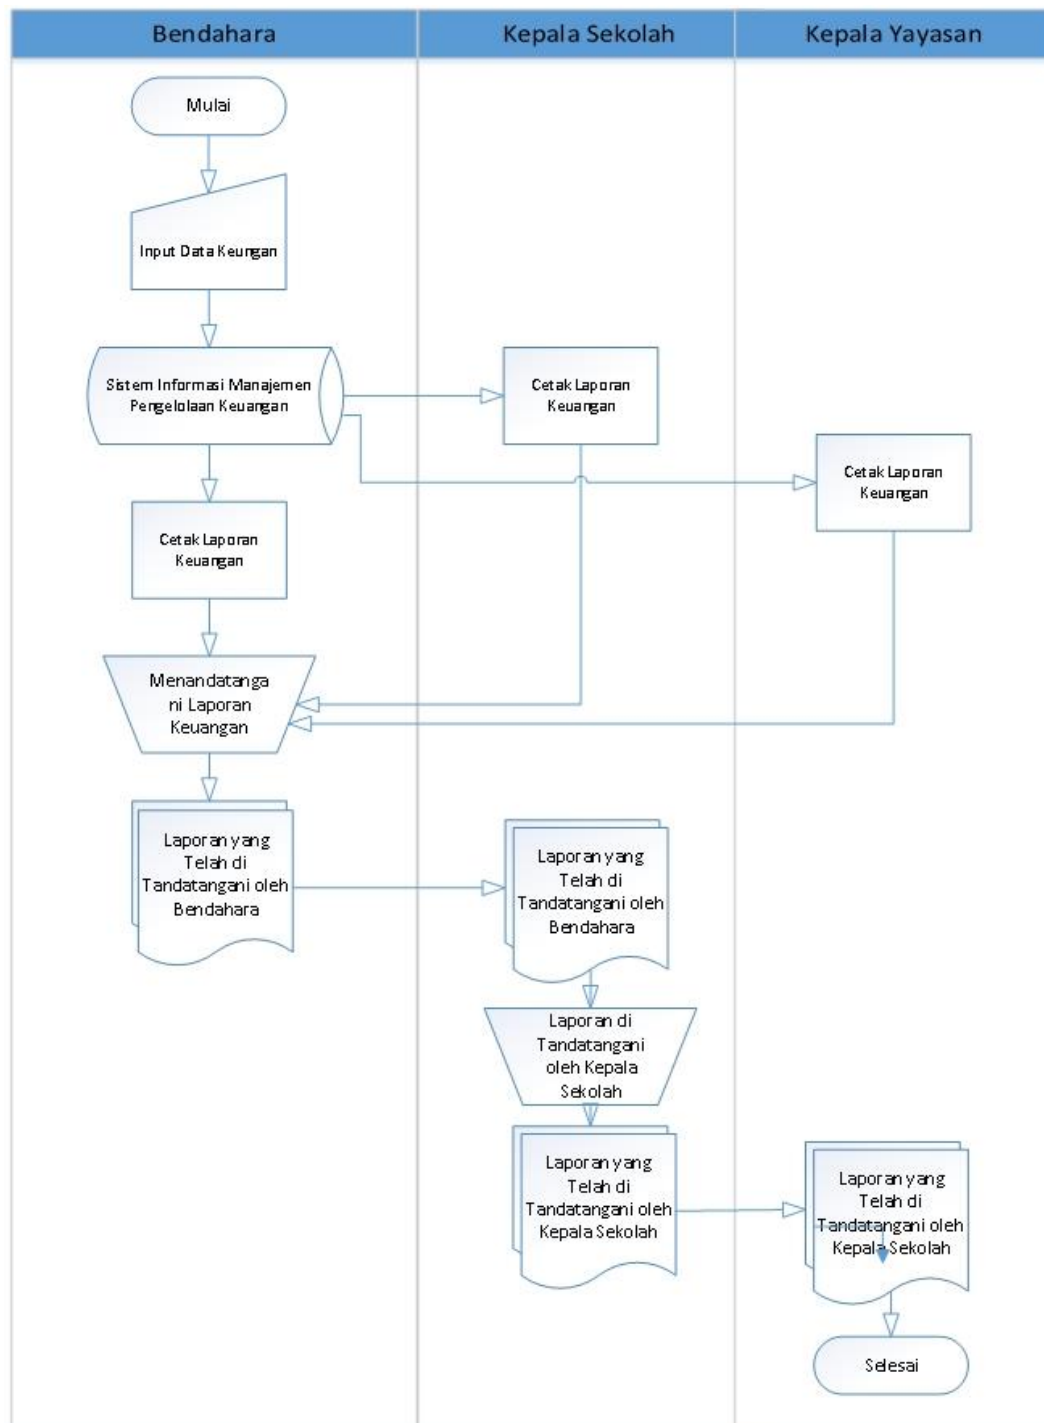 Bendahara
Kepala Sekolah
Kepala Yayasan
Mulai
Input Data Keungan
Sistem Informasi Manajemen
Pengelolaan Keuangan
Cetak Laporan
Keuangan
Cetak Laporan
Keuangan
Cetak Laporan
Keuangan
Menandatanga
ni Laporan
Keuangan
Laporan yang
Telah di
Tandatangani oleh
Bendahara
Laporan yang
Telah di
Tandatangani oleh
Bendahara
Laporan di
Tandatangani
oleh Kepala
Sekolah
Laporan yang
Telah di
Tandatangani oleh
Kepala Sekolah
Laporan yang
Telah di
Tandatangani oleh
Kepala Sekolah
Selesai